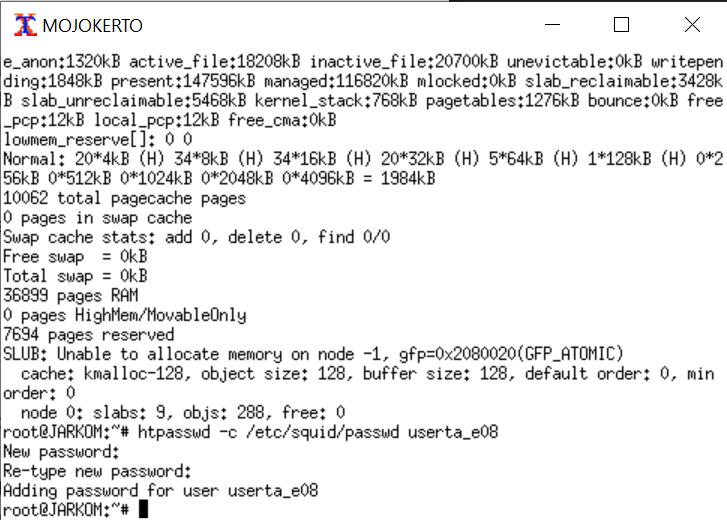 MOJOKERTO
e_anon:1320kB active_file:18208kB inactive_file:20700kB unevictable:0kB writepen
ding:1848kB present:147596kB managed:116820kB mlocked:0kB slab_reclaimable:3428k
B slab_unreclaimable:5468kB kernel_stack:768kB pagetables:1276kB bounce:0kB free
_pcp:12kB local_pcp:12kB free_cma:0kB
lowmem_reserve[]: 0 0
Normal: 20*4kB (H) 34*8kB (H) 34*16kB (H) 20*32kB (H) 5*64kB (H) 1*128kB (H) 0*2
56kB 0*512kB 0*1024kB 0*2048kB 0*4096kB = 1984kB
10062 total pagecache pages
0 pages in swap cache
Swap cache stats: add 0, delete 0, find 0/0
Free swap  = 0kB
Total swap = 0kB
36899 pages RAM
0 pages HighMem/MovableOnly
7694 pages reserved
SLUB: Unable to allocate memory on node -1, gfp=0x2080020(GFP_ATOMIC)
  cache: kmalloc-128, object size: 128, buffer size: 128, default order: 0, min
order: 0
  node 0: slabs: 9, objs: 288, free: 0
root@JARKOM:~# htpasswd -c /etc/squid/passwd userta_e08
New password:
Re-type new password:
Adding password for user userta_e08
root@JARKOM:~#